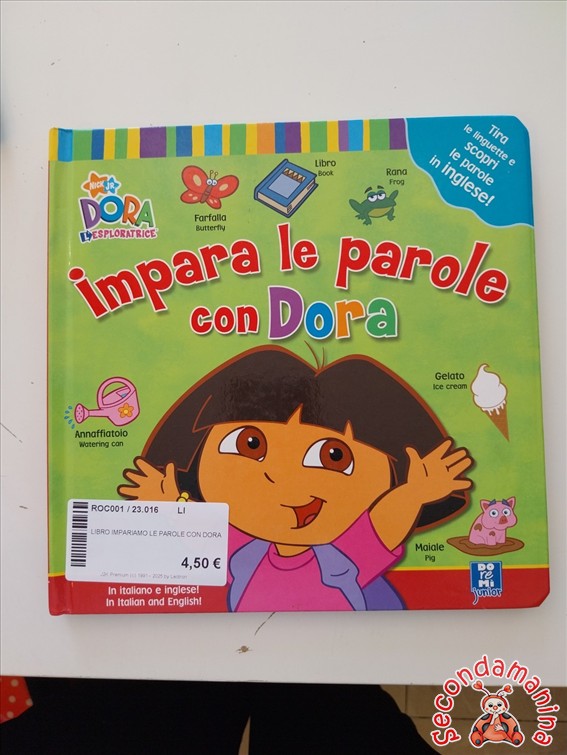 Tira
le linguette e
scopri
le parole
in inglese!
NICK JR
DORA
L'ESPLORATRICE
Farfalla
Butterfly
Libro
Book
Rana
Frog
impara le parole
con Dora
Gelato
Ice cream
Annaffiatoio
Watering can
Maiale
Pig
ROC001 / 23.016 LI
LIBRO IMPARIAMO LE PAROLE CON DORA
4,50 €
In italiano e inglese!
In Italian and English!
DO
RE
MI
junior
secondamanina